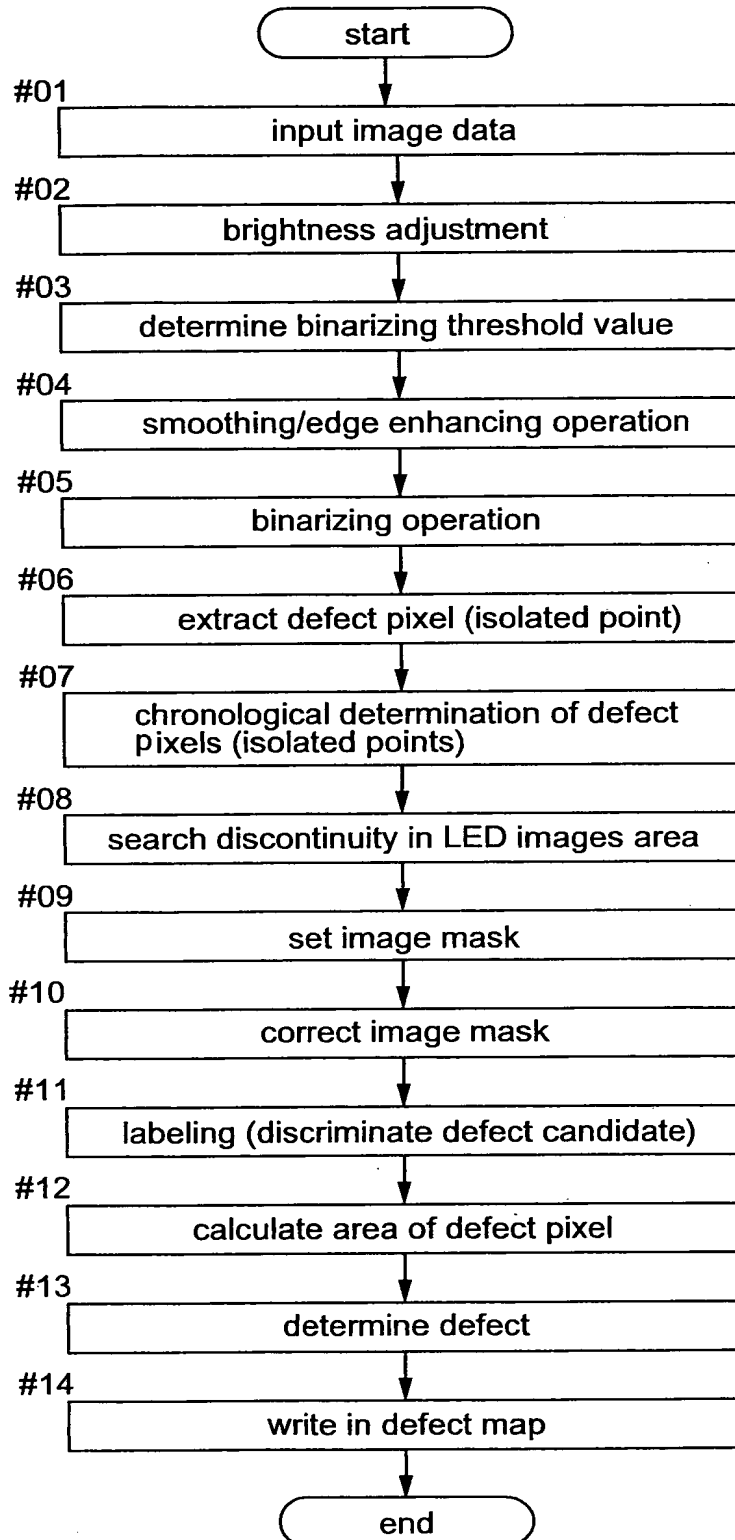 start
#01
input image data
#02
brightness adjustment
#03
determine binarizing threshold value
#04
smoothing/edge enhancing operation
#05
binarizing operation
#06
extract defect pixel (isolated point)
#07
chronological determination of defect
pixels (isolated points)
#08
search discontinuity in LED images area
#09
set image mask
#10
correct image mask
#11
labeling (discriminate defect candidate)
#12
calculate area of defect pixel
#13
determine defect
#14
write in defect map
end